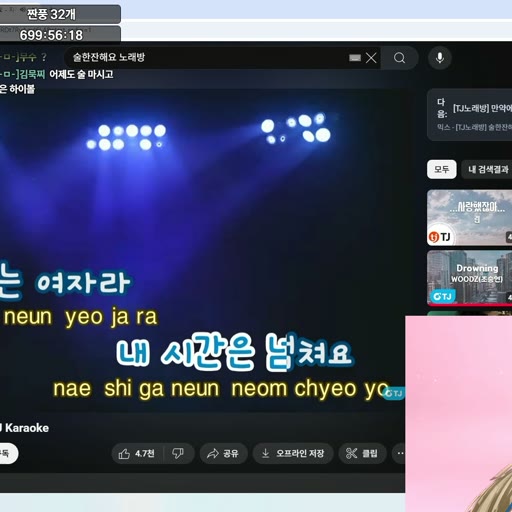 짠풍 32개
699:56:18
-ㅁ-]무수 ?
술한잔해요 노래방
-ㅁ-]김묵찌 어제도 술 마시고
은 하이볼
다음:
[TJ노래방] 만약에
믹스 - [TJ노래방] 술한잔
모두
내 검색결과
...사랑했잖아...
TJ
4
Drowning
WOODZ(조승연)
TJ
4
는 여자라
neun yeo ja ra
내 시간은 넘쳐요
nae shi ga neun neom chyeo yo
TJ
J Karaoke
독
4.7천
공유
오프라인 저장
클립